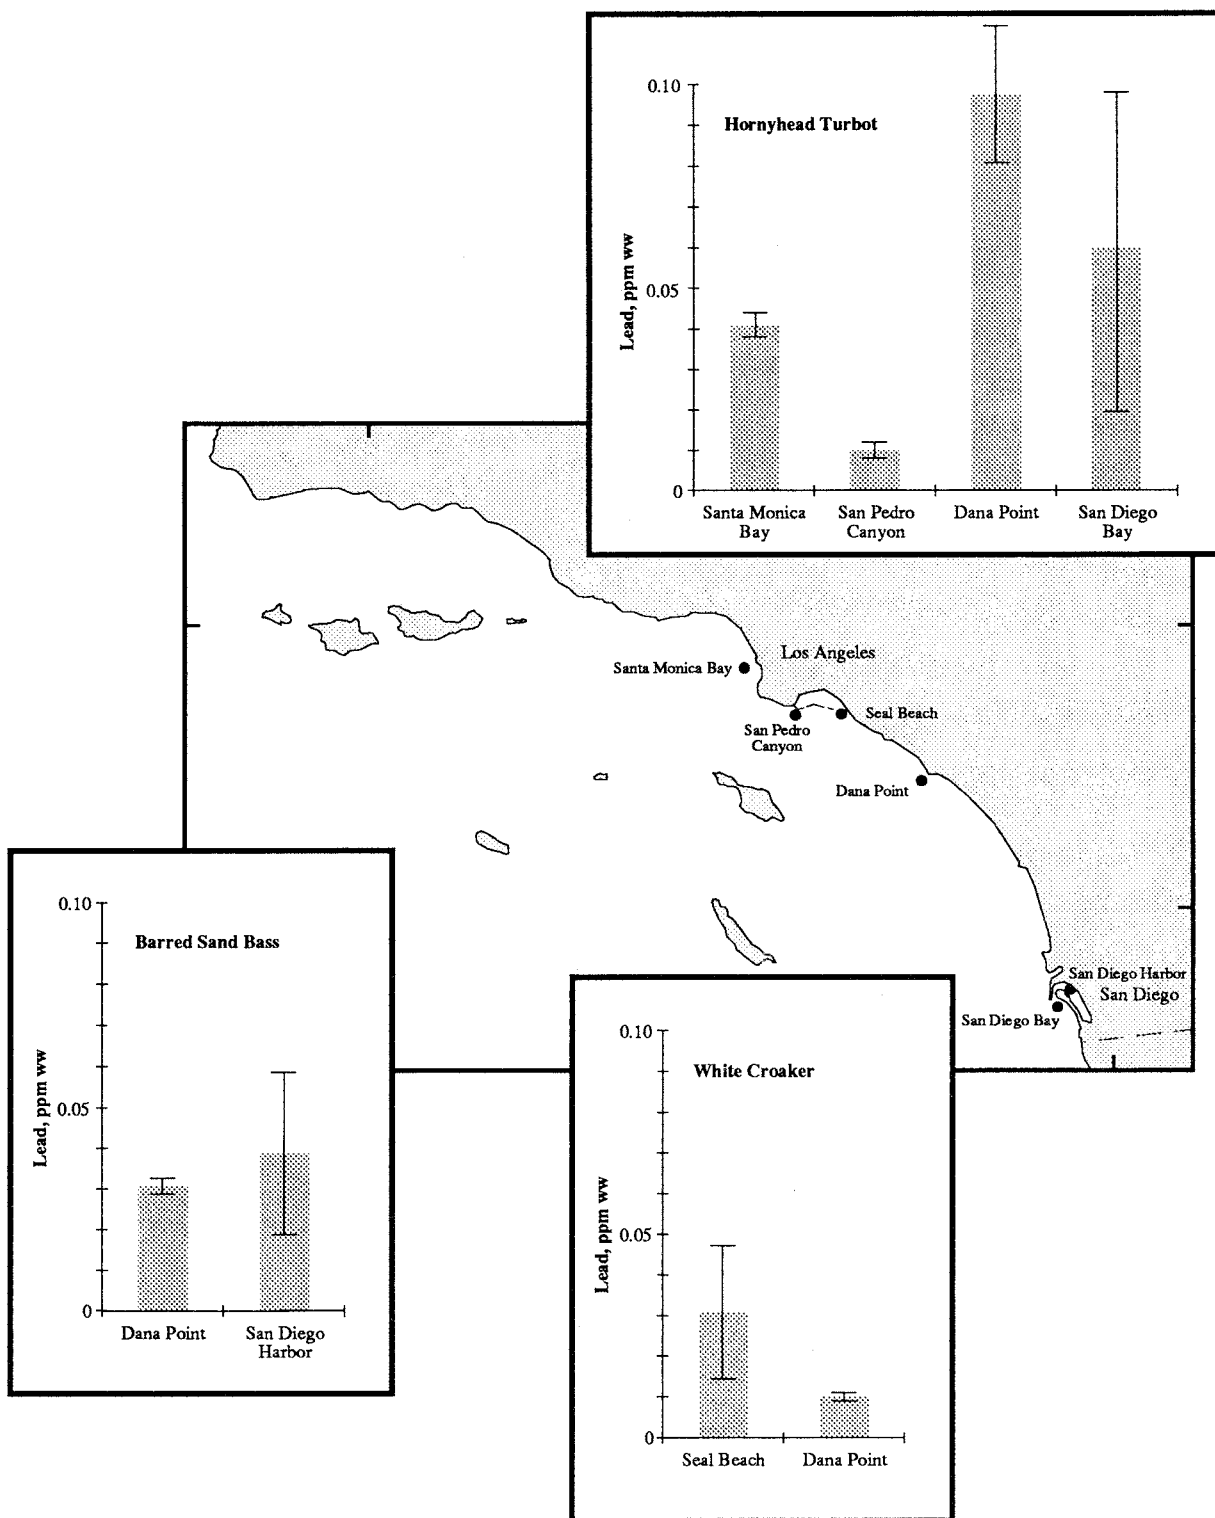 0.10
Hornyhead Turbot
Lead, ppm ww
0.05
0
Santa Monica
Bay
San Pedro
Canyon
Dana Point
San Diego
Bay
Los Angeles
Santa Monica Bay
Seal Beach
San Pedro
Canyon
Dana Point
San Diego Harbor
San Diego
San Diego Bay
0.10
Barred Sand Bass
Lead, ppm ww
0.05
0
Dana Point
San Diego
Harbor
0.10
White Croaker
Lead, ppm ww
0.05
0
Seal Beach
Dana Point